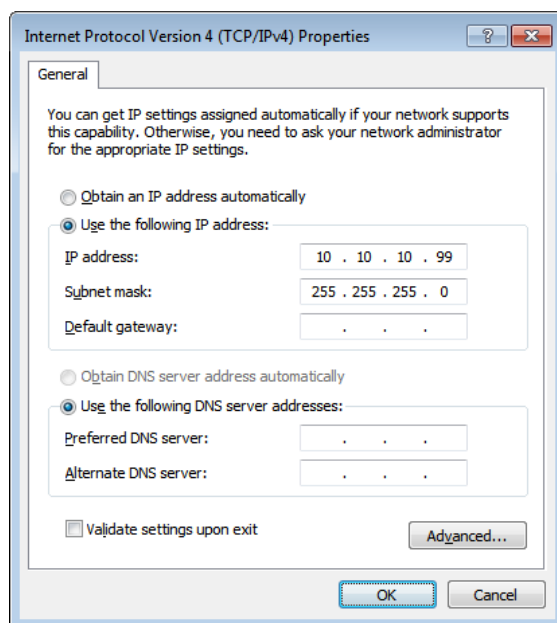 Internet Protocol Version 4 (TCP/IPv4) Properties
?
General
You can get IP settings assigned automatically if your network supports
this capability. Otherwise, you need to ask your network administrator
for the appropriate IP settings.
Obtain an IP address automatically
Use the following IP address:
IP address: 10 . 10 . 10 . 99
Subnet mask: 255 . 255 . 255 . 0
Default gateway: . . .
Obtain DNS server address automatically
Use the following DNS server addresses:
Preferred DNS server: . . .
Alternate DNS server: . . .
Validate settings upon exit
Advanced...
OK Cancel